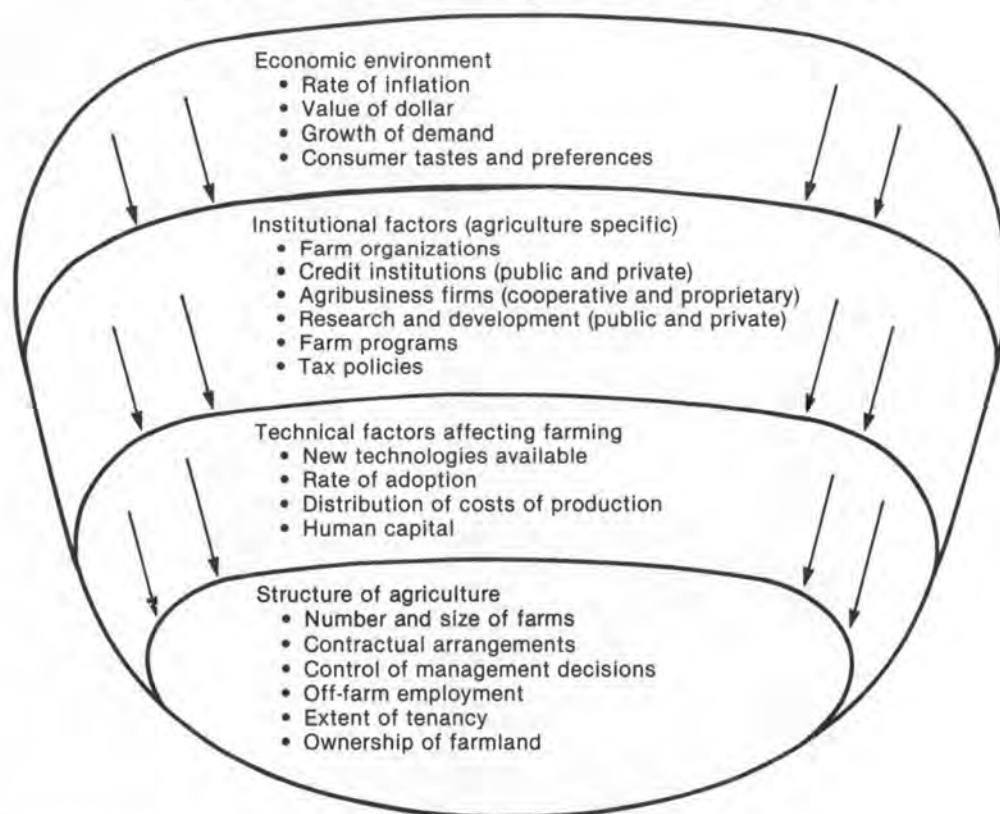 Economic environment
• Rate of inflation
• Value of dollar
• Growth of demand
• Consumer tastes and preferences
Institutional factors (agriculture specific)
• Farm organizations
• Credit institutions (public and private)
• Agribusiness firms (cooperative and proprietary)
• Research and development (public and private)
• Farm programs
• Tax policies
Technical factors affecting farming
• New technologies available
• Rate of adoption
• Distribution of costs of production
• Human capital
Structure of agriculture
• Number and size of farms
• Contractual arrangements
• Control of management decisions
• Off-farm employment
• Extent of tenancy
• Ownership of farmland